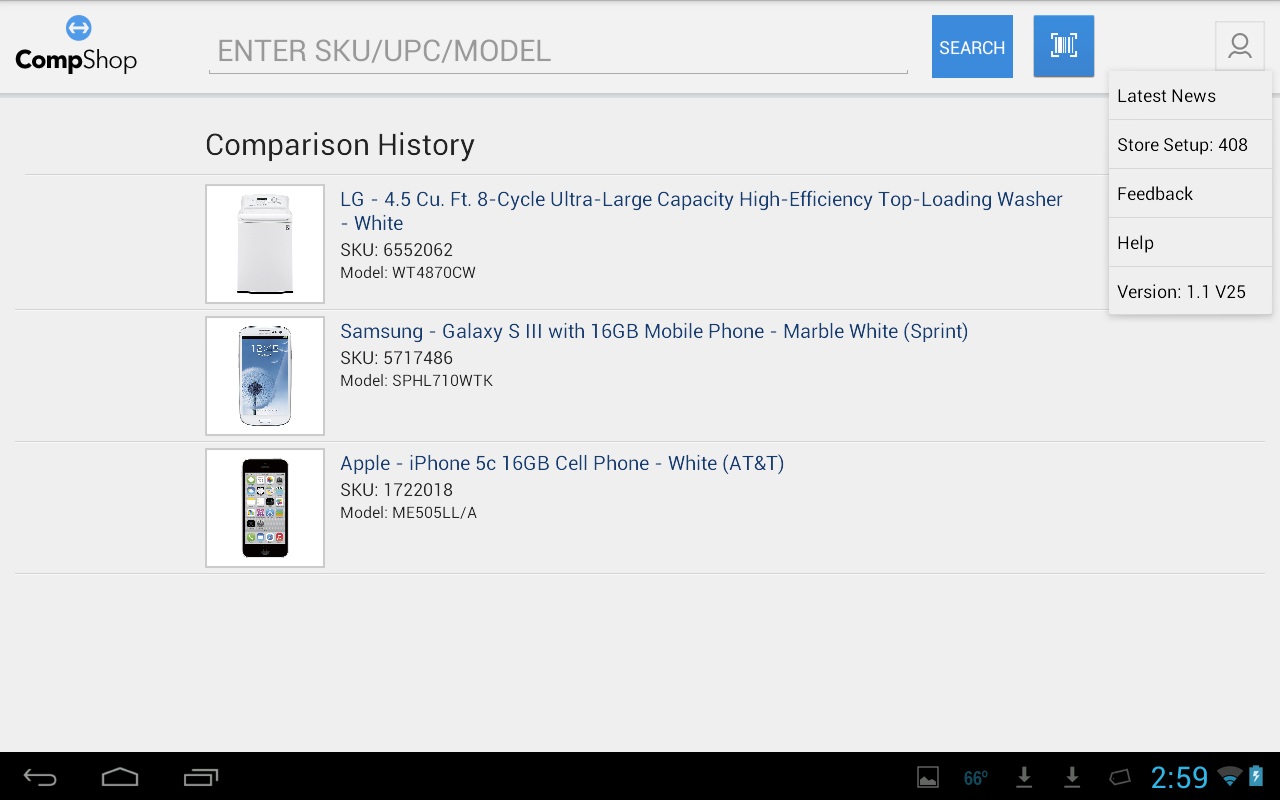 CompShop
ENTER SKU/UPC/MODEL
SEARCH
Latest News
Store Setup: 408
Feedback
Help
Version: 1.1 V25
Comparison History
LG - 4.5 Cu. Ft. 8-Cycle Ultra-Large Capacity High-Efficiency Top-Loading Washer
- White
SKU: 6552062
Model: WT4870CW
Samsung - Galaxy S III with 16GB Mobile Phone - Marble White (Sprint)
SKU: 5717486
Model: SPHL710WTK
12:45
Apple - iPhone 5c 16GB Cell Phone - White (AT&T)
SKU: 1722018
Model: ME505LL/A
66°
2:59